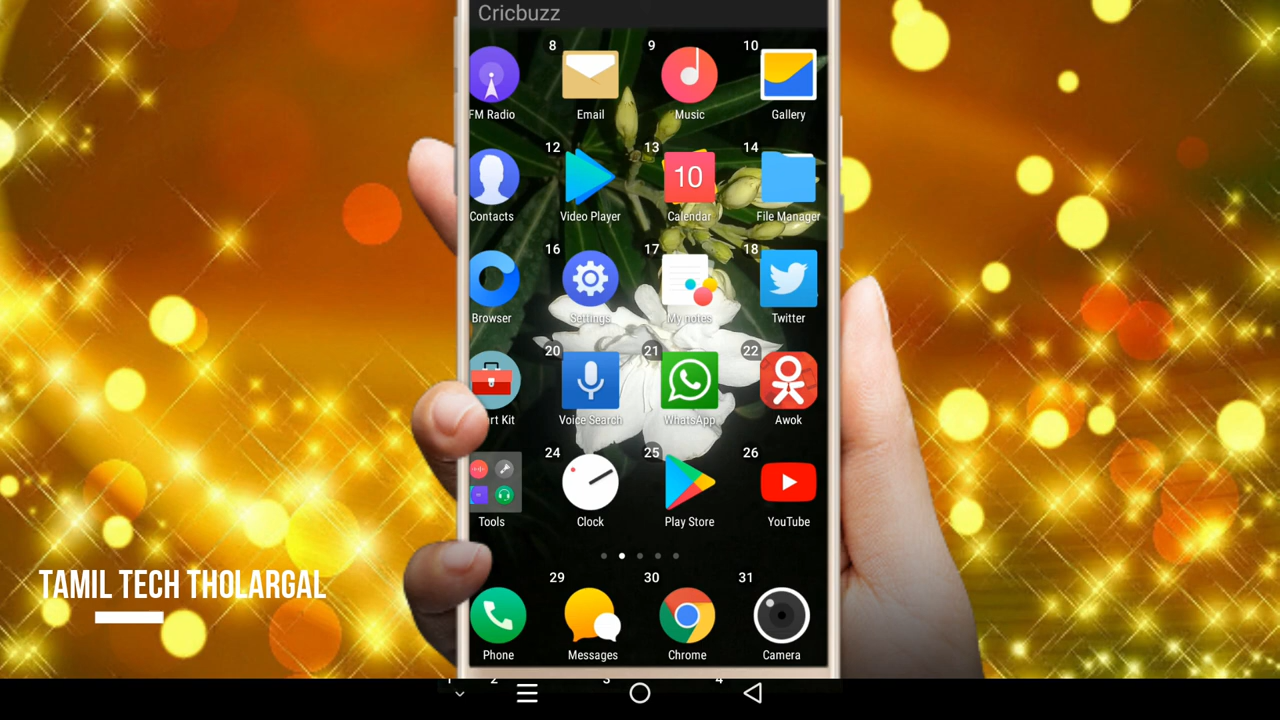 Cricbuzz
8 9 10
FM Radio Email Music Gallery
12 13 14
10
Contacts Video Player Calendar File Manager
16 17 18
Browser Settings My notes Twitter
20 21 22
rt Kit Voice Search WhatsApp Awok
24 25 26
Tools Clock Play Store YouTube
29 30 31
Phone Messages Chrome Camera
TAMIL TECH THOLARGAL